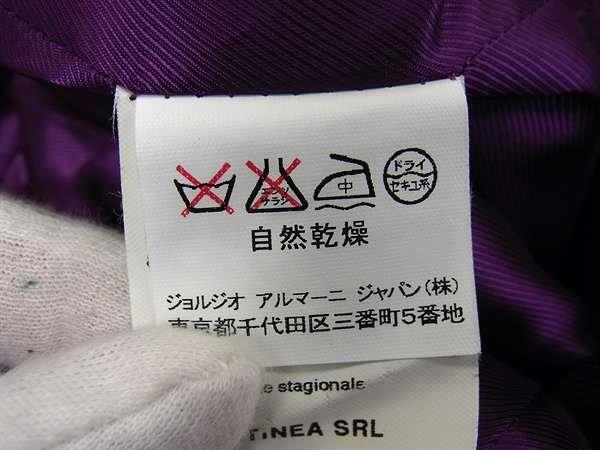 エンソ
サラシ
中
ドライ
セキユ系
自然乾燥
ジョルジオ アルマーニ ジャパン(株)
東京都千代田区三番町5番地
stagionale
TINEA SRL